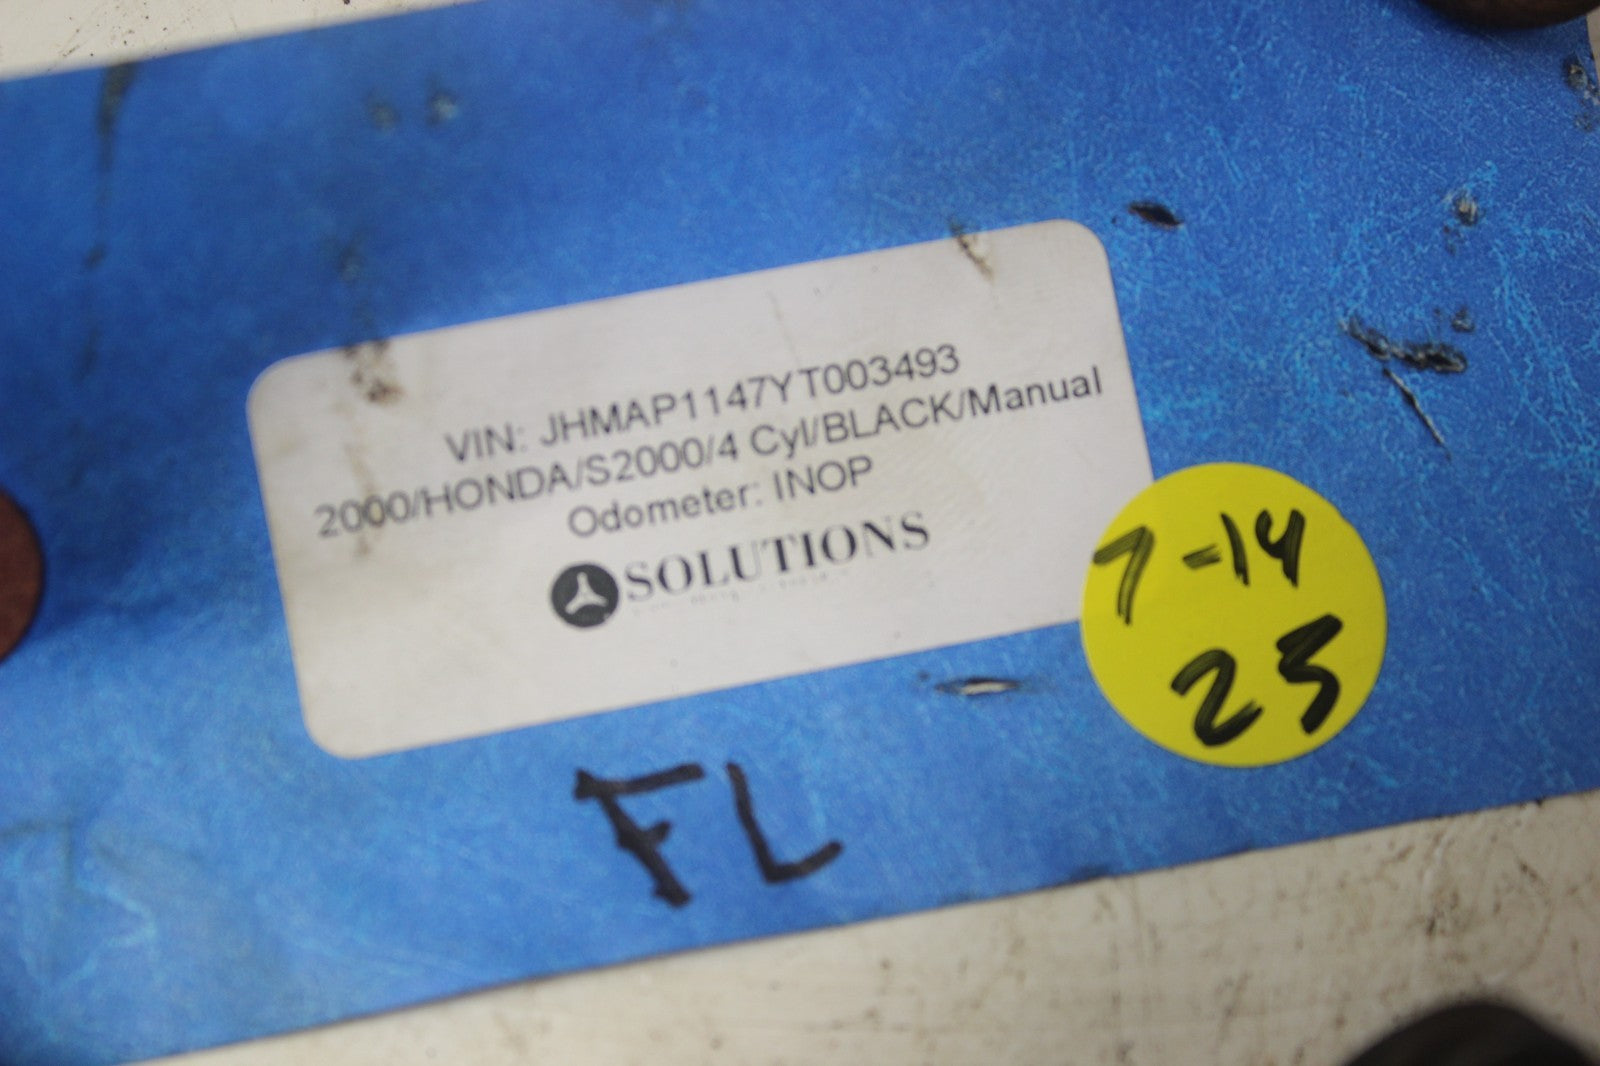 VIN: JHMAP1147YT003493
2000/HONDA/S2000/4 Cyl/BLACK/Manual
Odometer: INOP
SOLUTIONS
7-14
25
FL